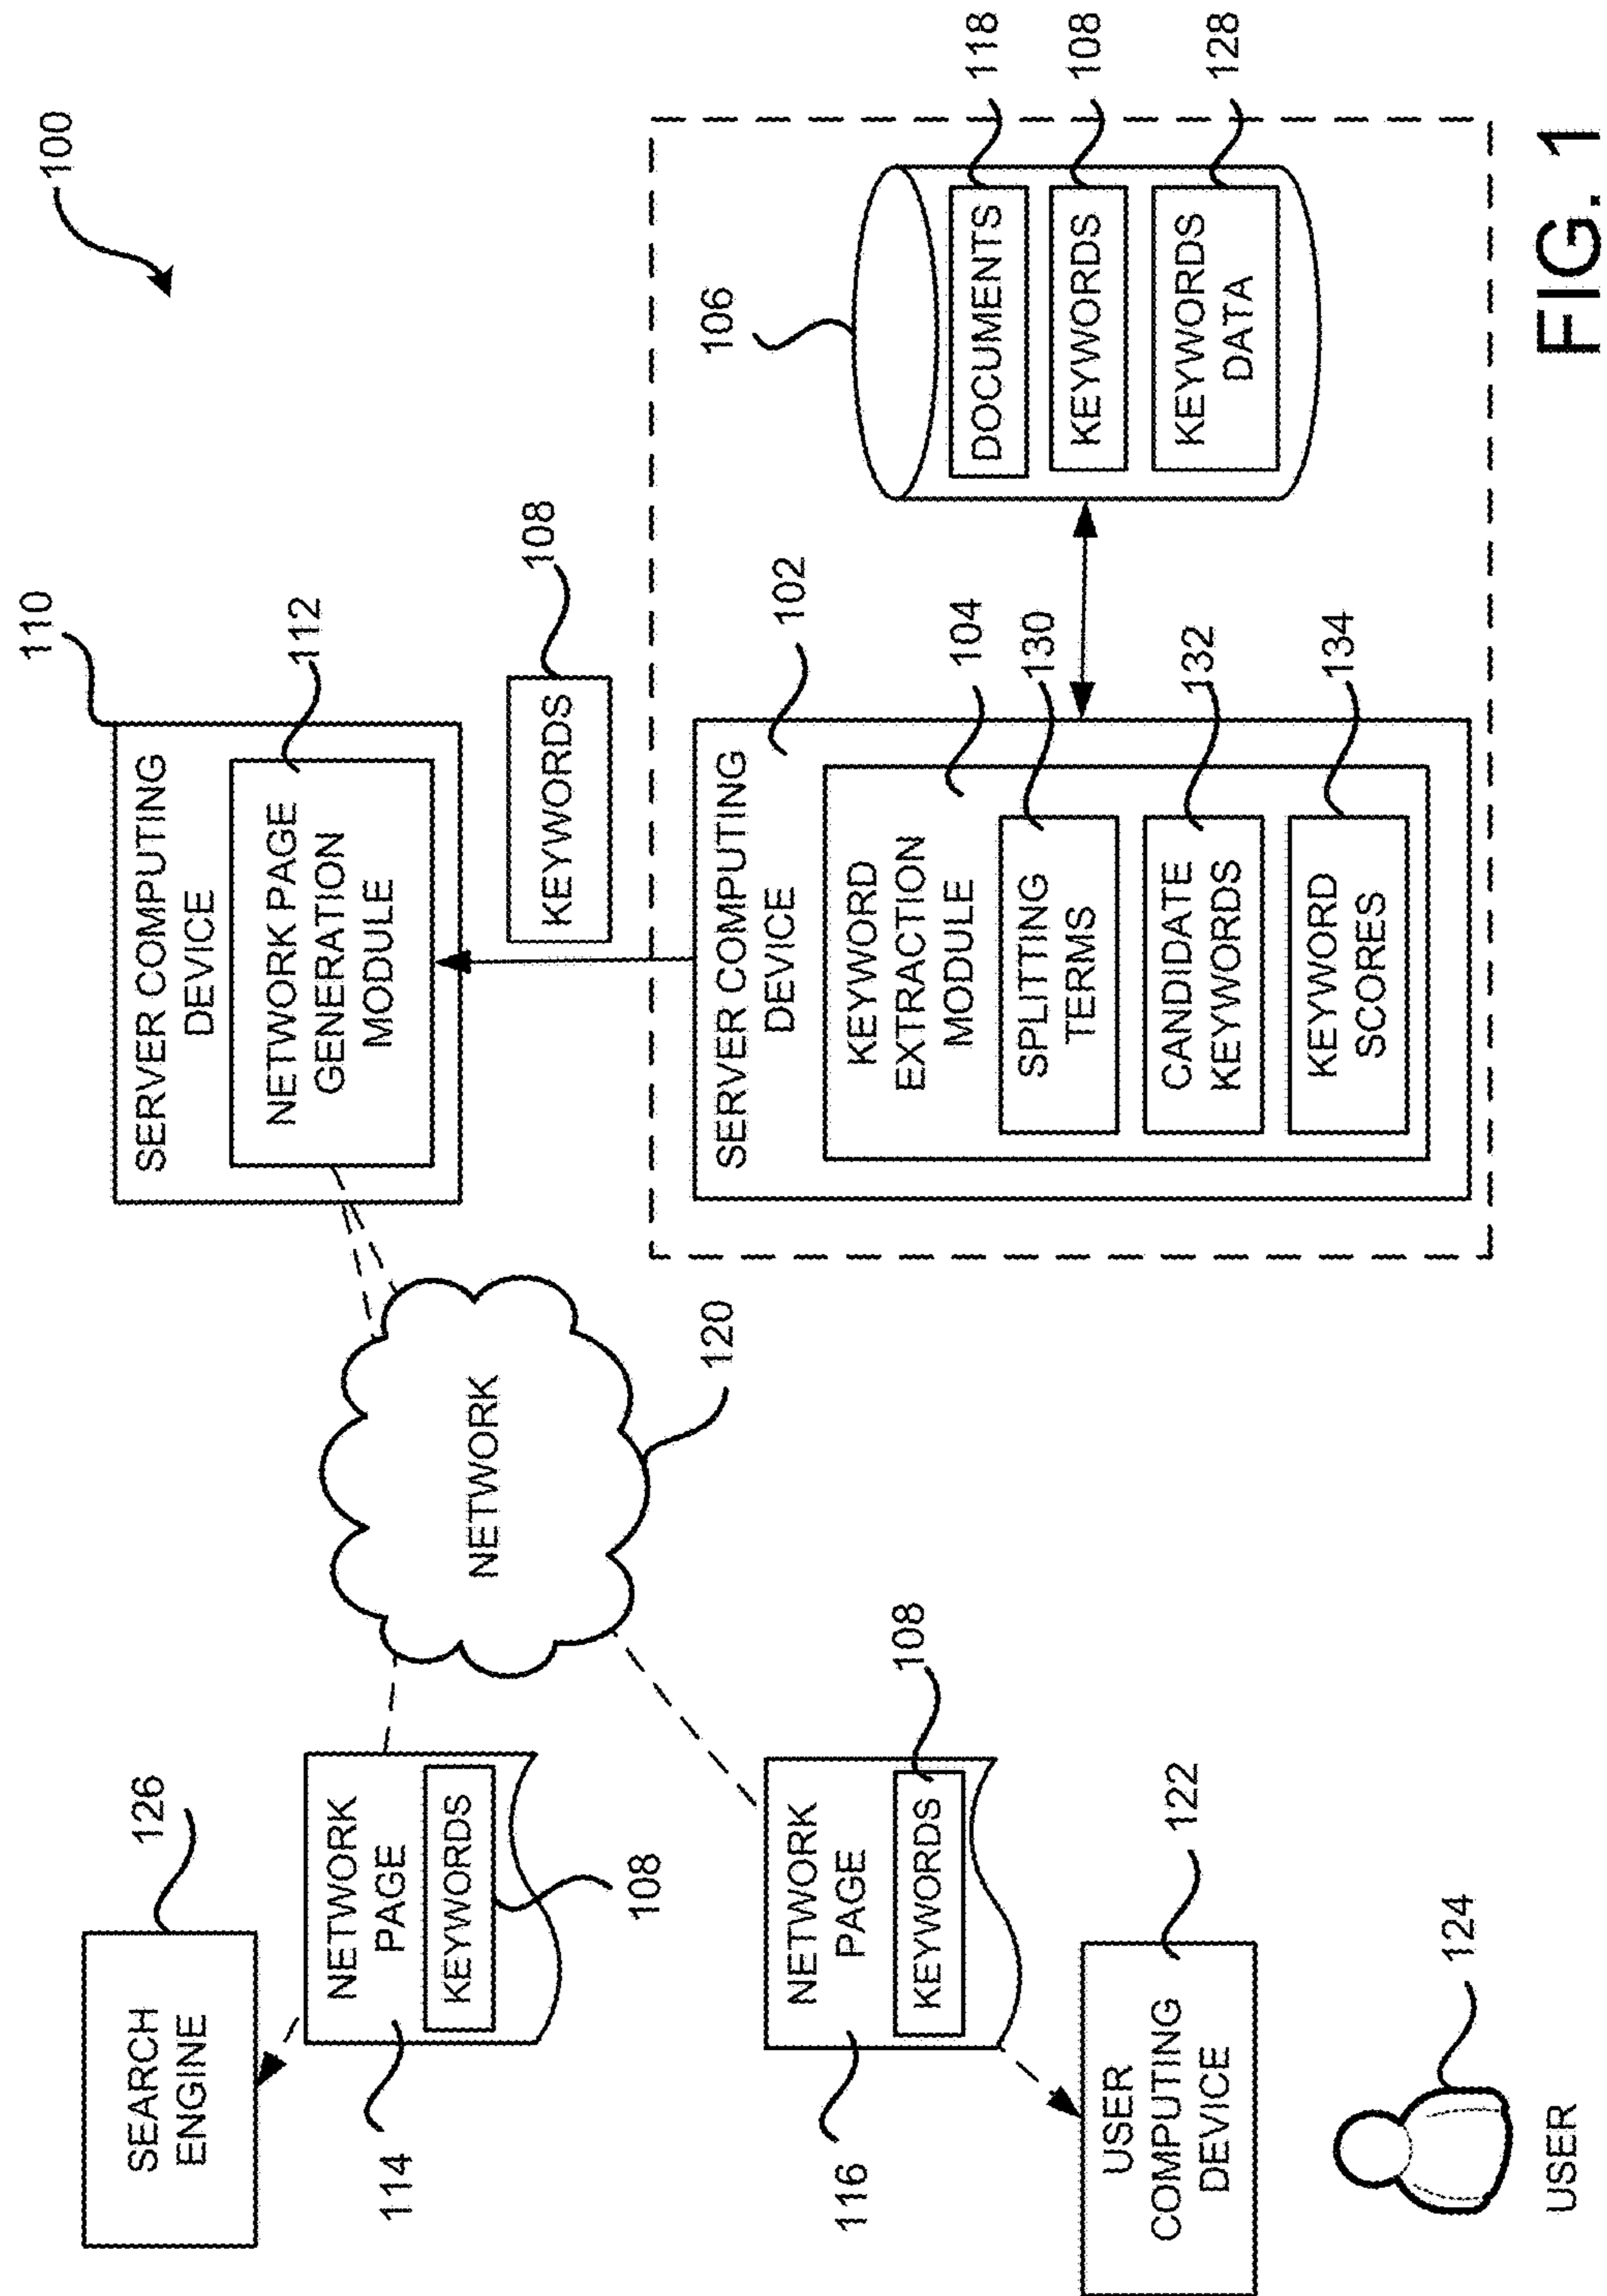 100
110
SERVER COMPUTING
DEVICE
112
NETWORK PAGE
GENERATION
MODULE
126
SEARCH
ENGINE
NETWORK
PAGE
KEYWORDS
114
108
NETWORK
120
KEYWORDS
108
NETWORK
PAGE
KEYWORDS
108
116
USER
COMPUTING
DEVICE
122
124
USER
SERVER COMPUTING
DEVICE
102
KEYWORD
EXTRACTION
MODULE
104
SPLITTING
TERMS
130
CANDIDATE
KEYWORDS
132
KEYWORD
SCORES
134
106
DOCUMENTS
118
KEYWORDS
108
KEYWORDS
DATA
128
FIG. 1